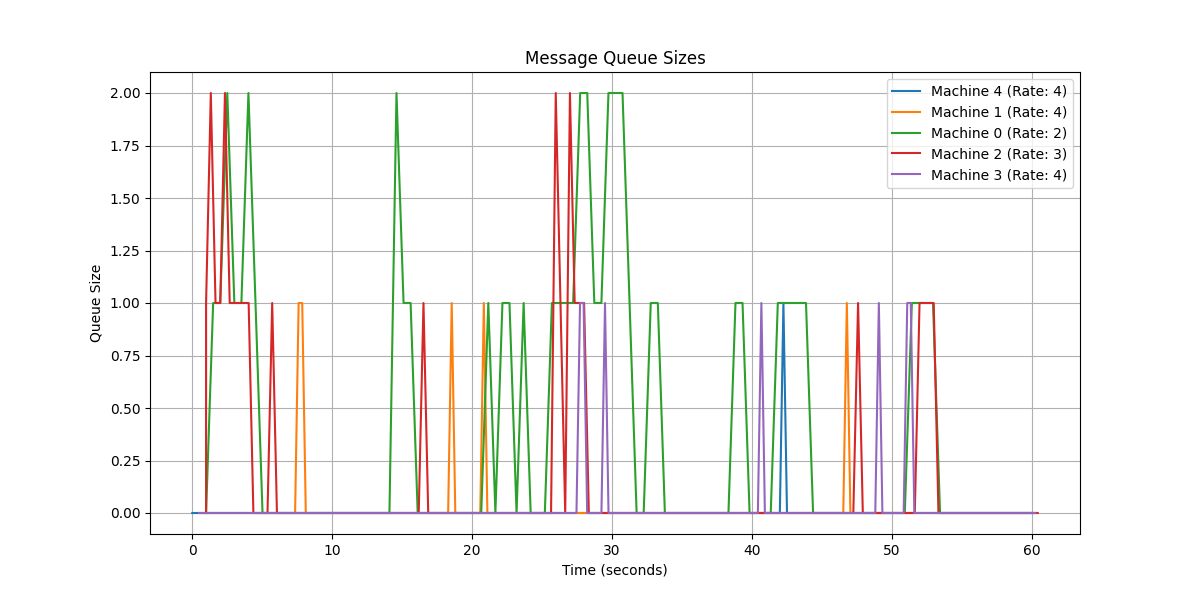 Message Queue Sizes
2.00
1.75
1.50
1.25
1.00
0.75
0.50
0.25
0.00
Queue Size
Machine 4 (Rate: 4)
Machine 1 (Rate: 4)
Machine 0 (Rate: 2)
Machine 2 (Rate: 3)
Machine 3 (Rate: 4)
0 10 20 30 40 50 60
Time (seconds)